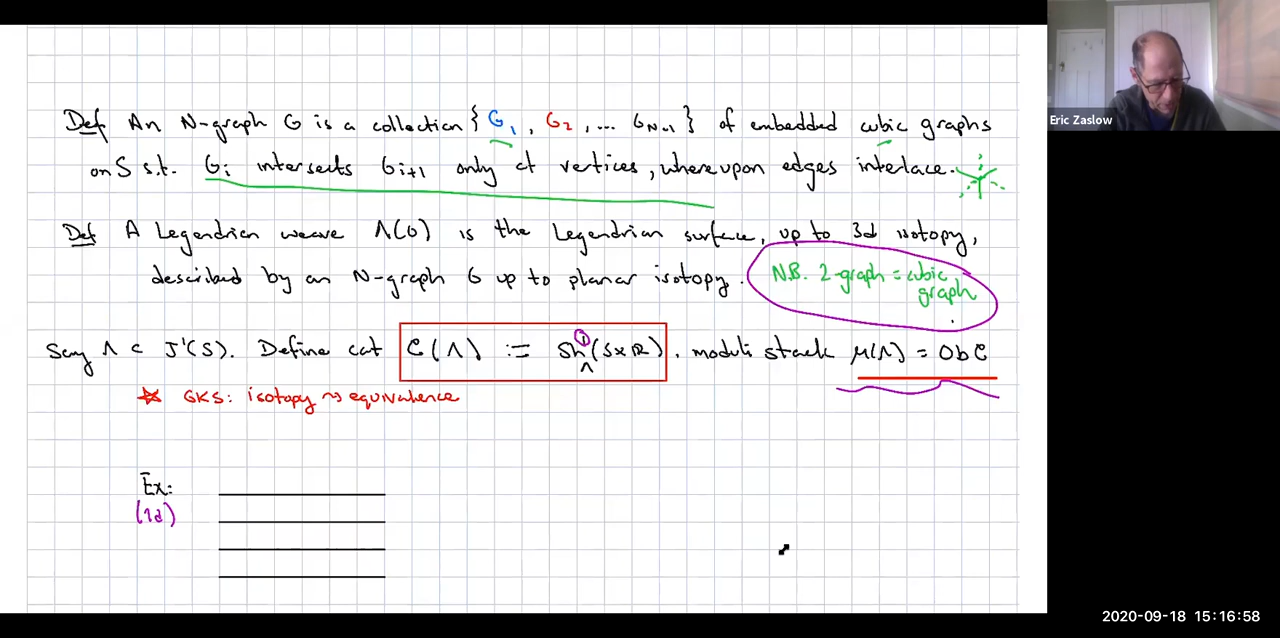 Def An N-graph G is a collection { G₁, G₂, ... G_{N-1} } of embedded cubic graphs
on S s.t. Gᵢ intersects Gᵢ₊₁ only at vertices, whereupon edges interlace.
Def A Legendrian weave Λ(G) is the Legendrian surface, up to 3d isotopy,
described by an N-graph G up to planar isotopy.
N.B. 2-graph = cubic
graph
Say Λ ⊂ J¹(S). Define cat C(Λ) := Sh¹_Λ(S×R). moduli stack μ(Λ) = Ob C
☆ GKS: isotopy ⇝ equivalence
Ex:
(1d)
Eric Zaslow
2020-09-18 15:16:58